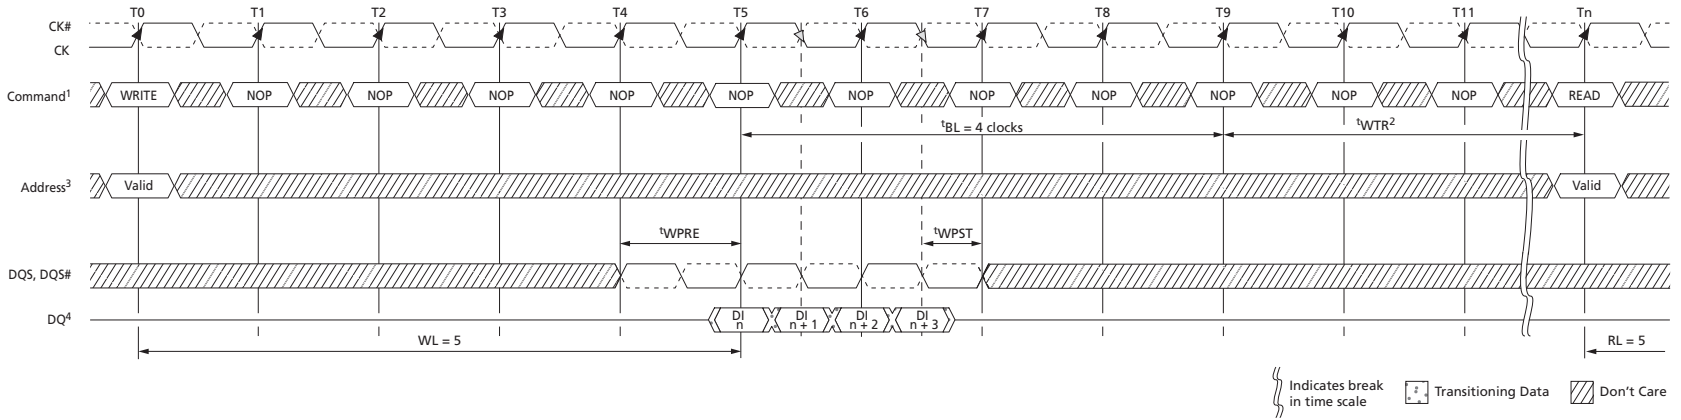 T0 T1 T2 T3 T4 T5 T6 T7 T8 T9 T10 T11 Tn
CK#
CK
Command1 WRITE NOP NOP NOP NOP NOP NOP NOP NOP NOP NOP NOP READ
tBL = 4 clocks tWTR2
Address3 Valid Valid
tWPRE tWPST
DQS, DQS#
DQ4 DI n DI n + 1 DI n + 2 DI n + 3
WL = 5 RL = 5
Indicates break in time scale
Transitioning Data
Don't Care